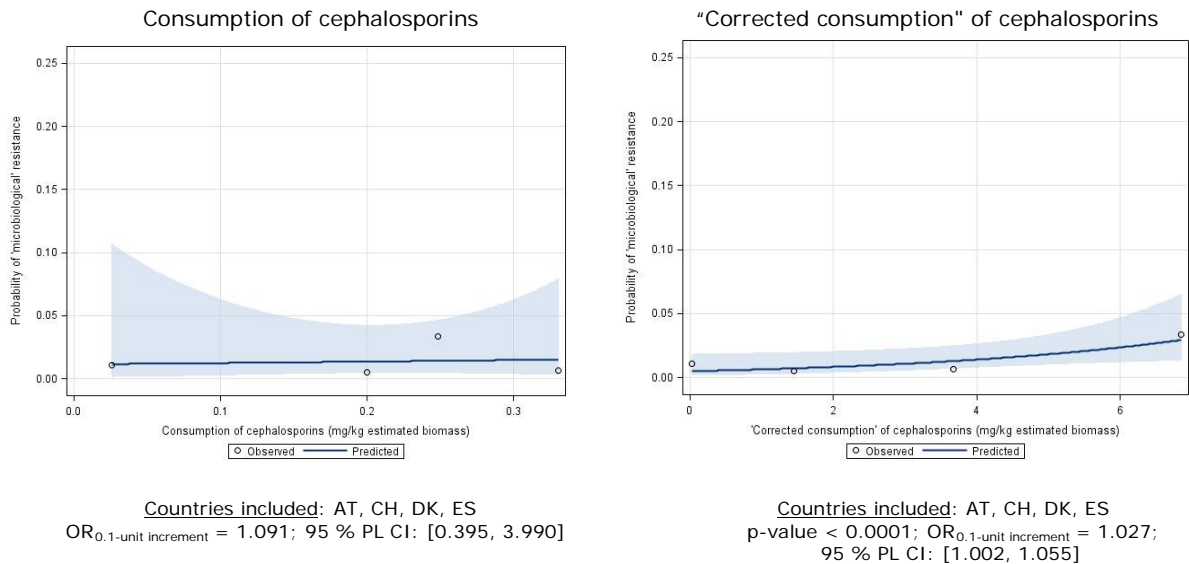 Consumption of cephalosporins
Probability of 'microbiological' resistance
0.25
0.20
0.15
0.10
0.05
0.00
0.0 0.1 0.2 0.3
Consumption of cephalosporins (mg/kg estimated biomass)
Observed Predicted
Countries included: AT, CH, DK, ES
OR0.1-unit increment = 1.091; 95 % PL CI: [0.395, 3.990]
“Corrected consumption" of cephalosporins
Probability of 'microbiological' resistance
0.25
0.20
0.15
0.10
0.05
0.00
0 2 4 6
'Corrected consumption' of cephalosporins (mg/kg estimated biomass)
Observed Predicted
Countries included: AT, CH, DK, ES
p-value < 0.0001; OR0.1-unit increment = 1.027;
95 % PL CI: [1.002, 1.055]